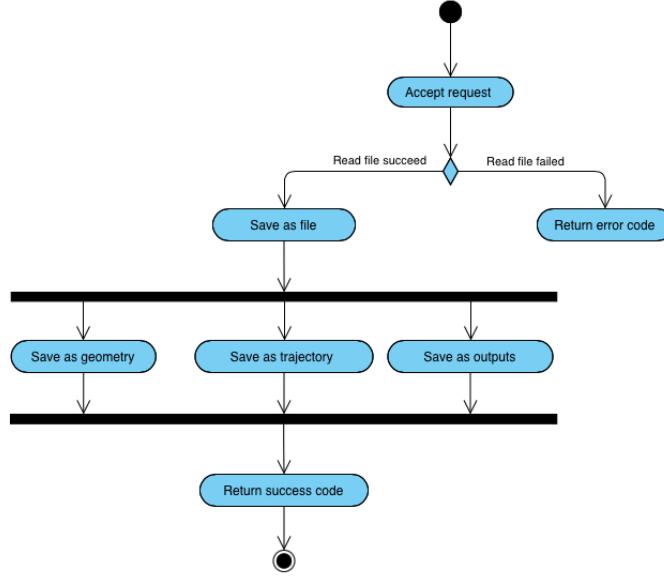 Accept request
Read file succeed
Read file failed
Save as file
Return error code
Save as geometry
Save as trajectory
Save as outputs
Return success code